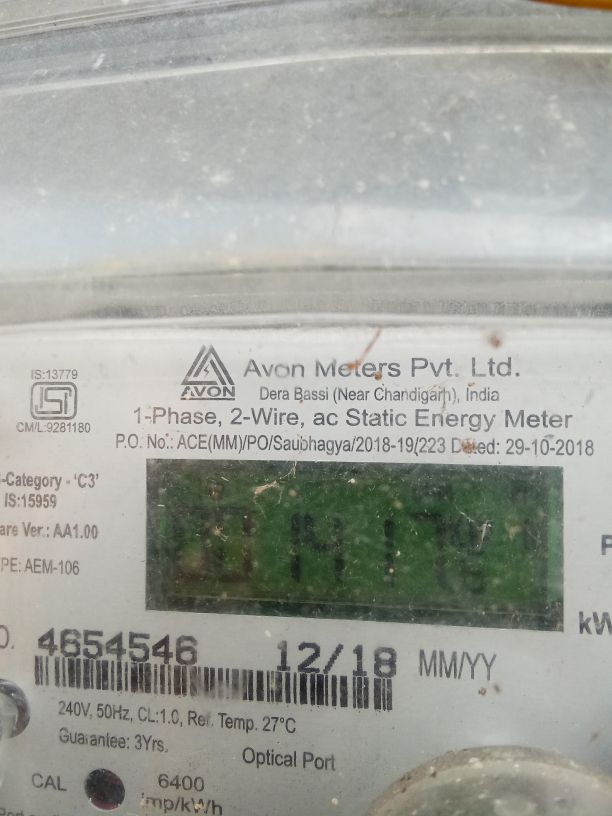 IS:13779
ISI
CM/L:9281180
AVON
Avon Meters Pvt. Ltd.
Dera Bassi (Near Chandigarh), India
1-Phase, 2-Wire, ac Static Energy Meter
P.O. No.: ACE(MM)/PO/Saubhagya/2018-19/223 Dated: 29-10-2018
-Category - 'C3'
IS:15959
are Ver.: AA1.00
PE: AEM-106
P
kW
O. 4654546 12/18 MM/YY
240V, 50Hz, CL:1.0, Ref. Temp. 27°C
Guarantee: 3Yrs.
Optical Port
CAL 6400
imp/kWh